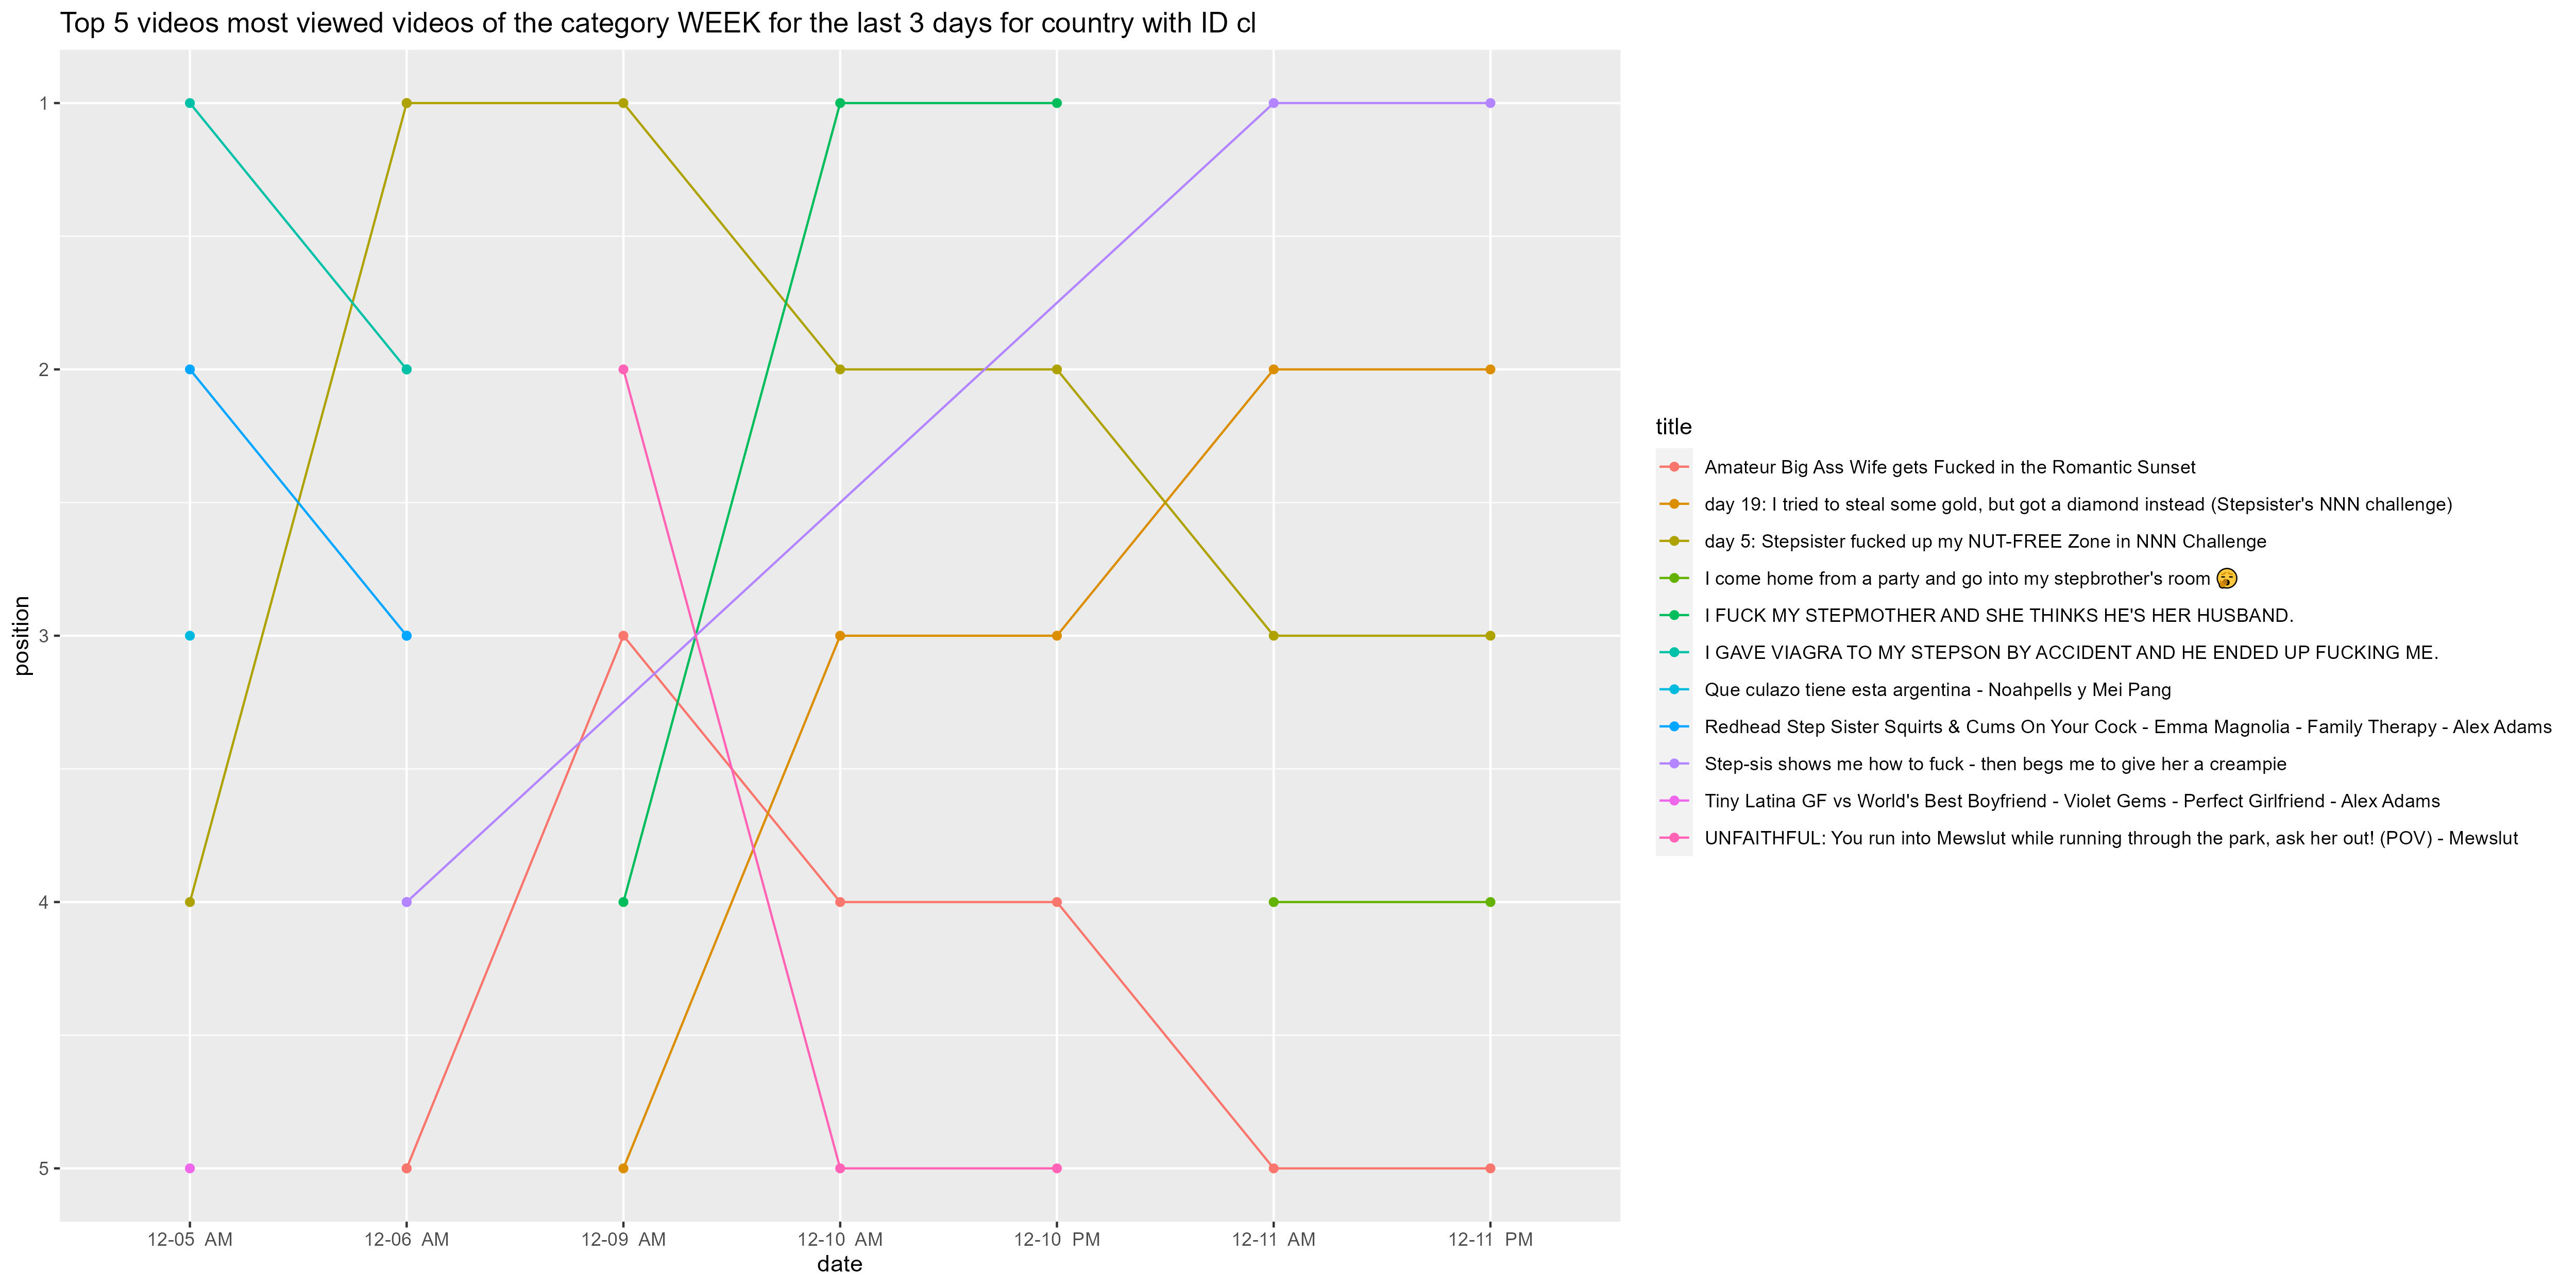 Top 5 videos most viewed videos of the category WEEK for the last 3 days for country with ID cl
position
1
2
3
4
5
12-05 AM
12-06 AM
12-09 AM
12-10 AM
12-10 PM
12-11 AM
12-11 PM
date
title
Amateur Big Ass Wife gets Fucked in the Romantic Sunset
day 19: I tried to steal some gold, but got a diamond instead (Stepsister's NNN challenge)
day 5: Stepsister fucked up my NUT-FREE Zone in NNN Challenge
I come home from a party and go into my stepbrother's room 🥱
I FUCK MY STEPMOTHER AND SHE THINKS HE'S HER HUSBAND.
I GAVE VIAGRA TO MY STEPSON BY ACCIDENT AND HE ENDED UP FUCKING ME.
Que culazo tiene esta argentina - Noahpells y Mei Pang
Redhead Step Sister Squirts & Cums On Your Cock - Emma Magnolia - Family Therapy - Alex Adams
Step-sis shows me how to fuck - then begs me to give her a creampie
Tiny Latina GF vs World's Best Boyfriend - Violet Gems - Perfect Girlfriend - Alex Adams
UNFAITHFUL: You run into Mewslut while running through the park, ask her out! (POV) - Mewslut